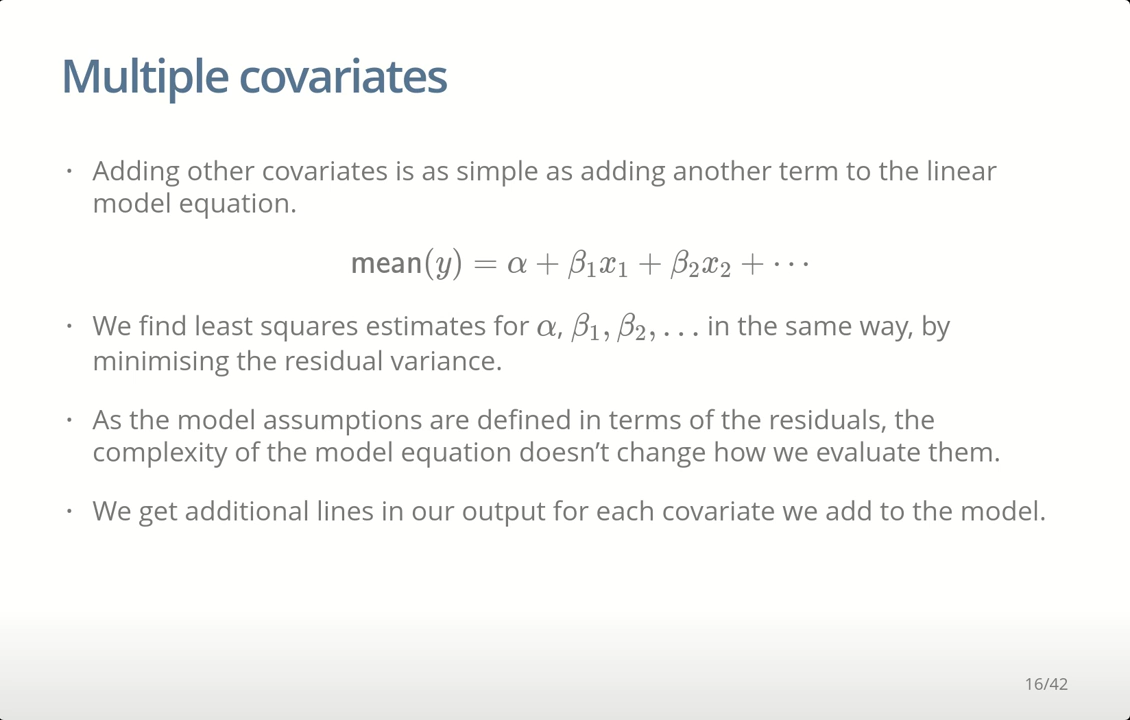 Multiple covariates
· Adding other covariates is as simple as adding another term to the linear
model equation.
mean(y) = α + β₁x₁ + β₂x₂ + ⋯
· We find least squares estimates for α, β₁, β₂, … in the same way, by
minimising the residual variance.
· As the model assumptions are defined in terms of the residuals, the
complexity of the model equation doesn’t change how we evaluate them.
· We get additional lines in our output for each covariate we add to the model.
16/42